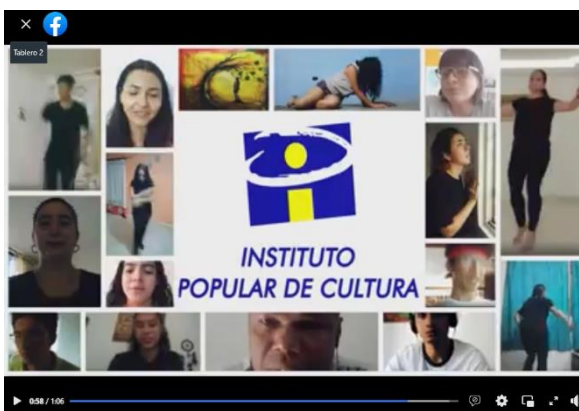 Tablero 2
INSTITUTO
POPULAR DE CULTURA
0:58 / 1:06